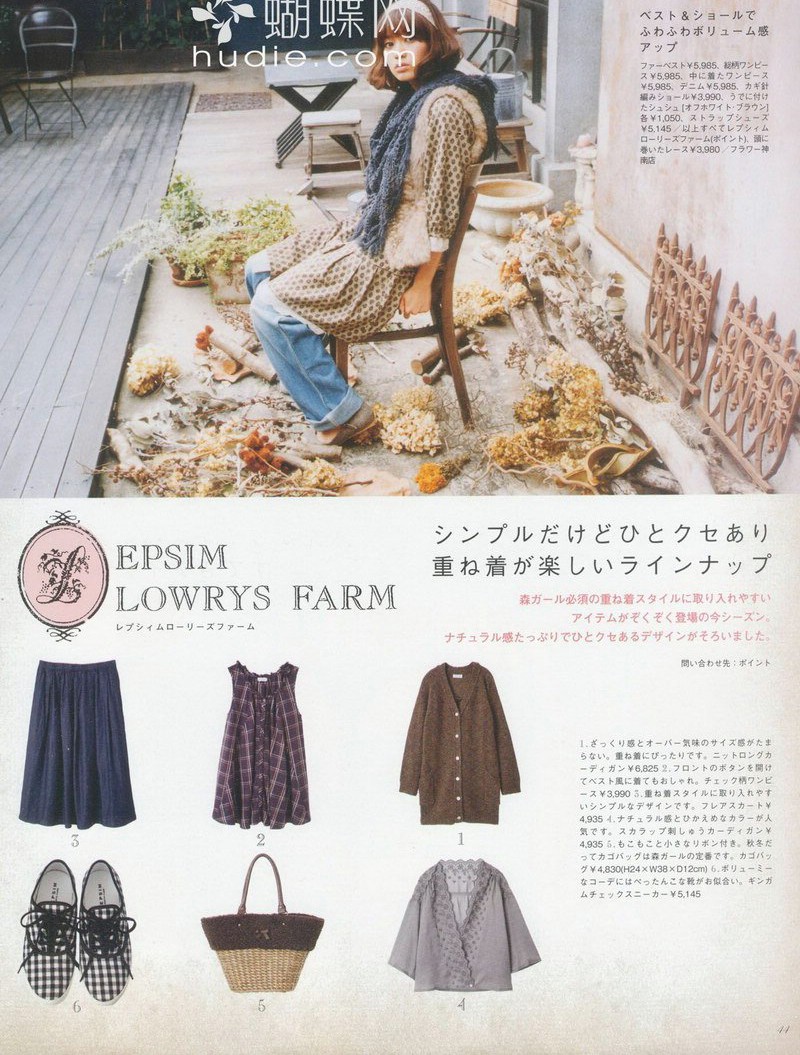 蝴蝶网
hudie.com
ベスト＆ショールで
ふわふわボリューム感
アップ
ファーベスト¥5,985、総柄ワンピー
ス¥5,985、中に着たワンピース
¥5,985、デニム¥5,985、カギ針
編みショール¥3,990、うでに付け
たシュシュ[オフホワイト・ブラウン]
各¥1,050、ストラップシューズ
¥5,145／以上すべてレプシィム
ローリーズファーム(ポイント)、頭に
巻いたレース¥3,980／フラワー神
南店
L
EPSIM
LOWRYS FARM
レプシィムローリーズファーム
シンプルだけどひとクセあり
重ね着が楽しいラインナップ
森ガール必須の重ね着スタイルに取り入れやすい
アイテムがぞくぞく登場の今シーズン。
ナチュラル感たっぷりでひとクセあるデザインがそろいました。
問い合わせ先：ポイント
3
2
1
6
5
4
1.ざっくり感とオーバー気味のサイズ感がたま
らない。重ね着にぴったりです。ニットロングカ
ーディガン¥6,825 2.フロントのボタンを開け
てベスト風に着てもおしゃれ。チェック柄ワンピ
ース¥3,990 3.重ね着スタイルに取り入れやす
いシンプルなデザインです。フレアスカート¥
4,935 4.ナチュラル感とひかえめなカラーが人
気です。スカラップ刺しゅうカーディガン¥
4,935 5.もこもこと小さなリボン付き。秋冬だ
ってカゴバッグは森ガールの定番です。カゴバッ
グ¥4,830(H24×W38×D12cm) 6.ボリューミー
なコーデにはぺったんこな靴がお似合い。ギンガ
ムチェックスニーカー¥5,145
44